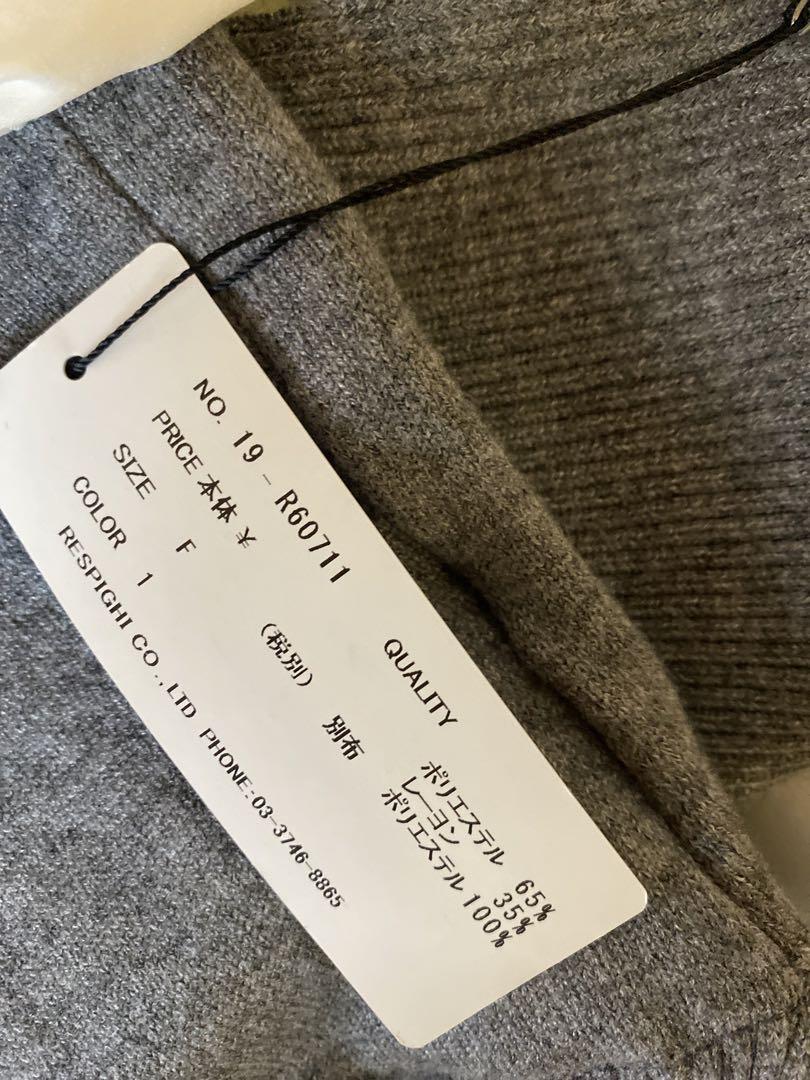 NO. 19 - R60711
PRICE 本体 ¥
(税別)
SIZE F
COLOR 1
RESPIGHI CO., LTD PHONE:03-3746-8865
QUALITY
ポリエステル 65%
レーヨン 35%
別布 ポリエステル 100%